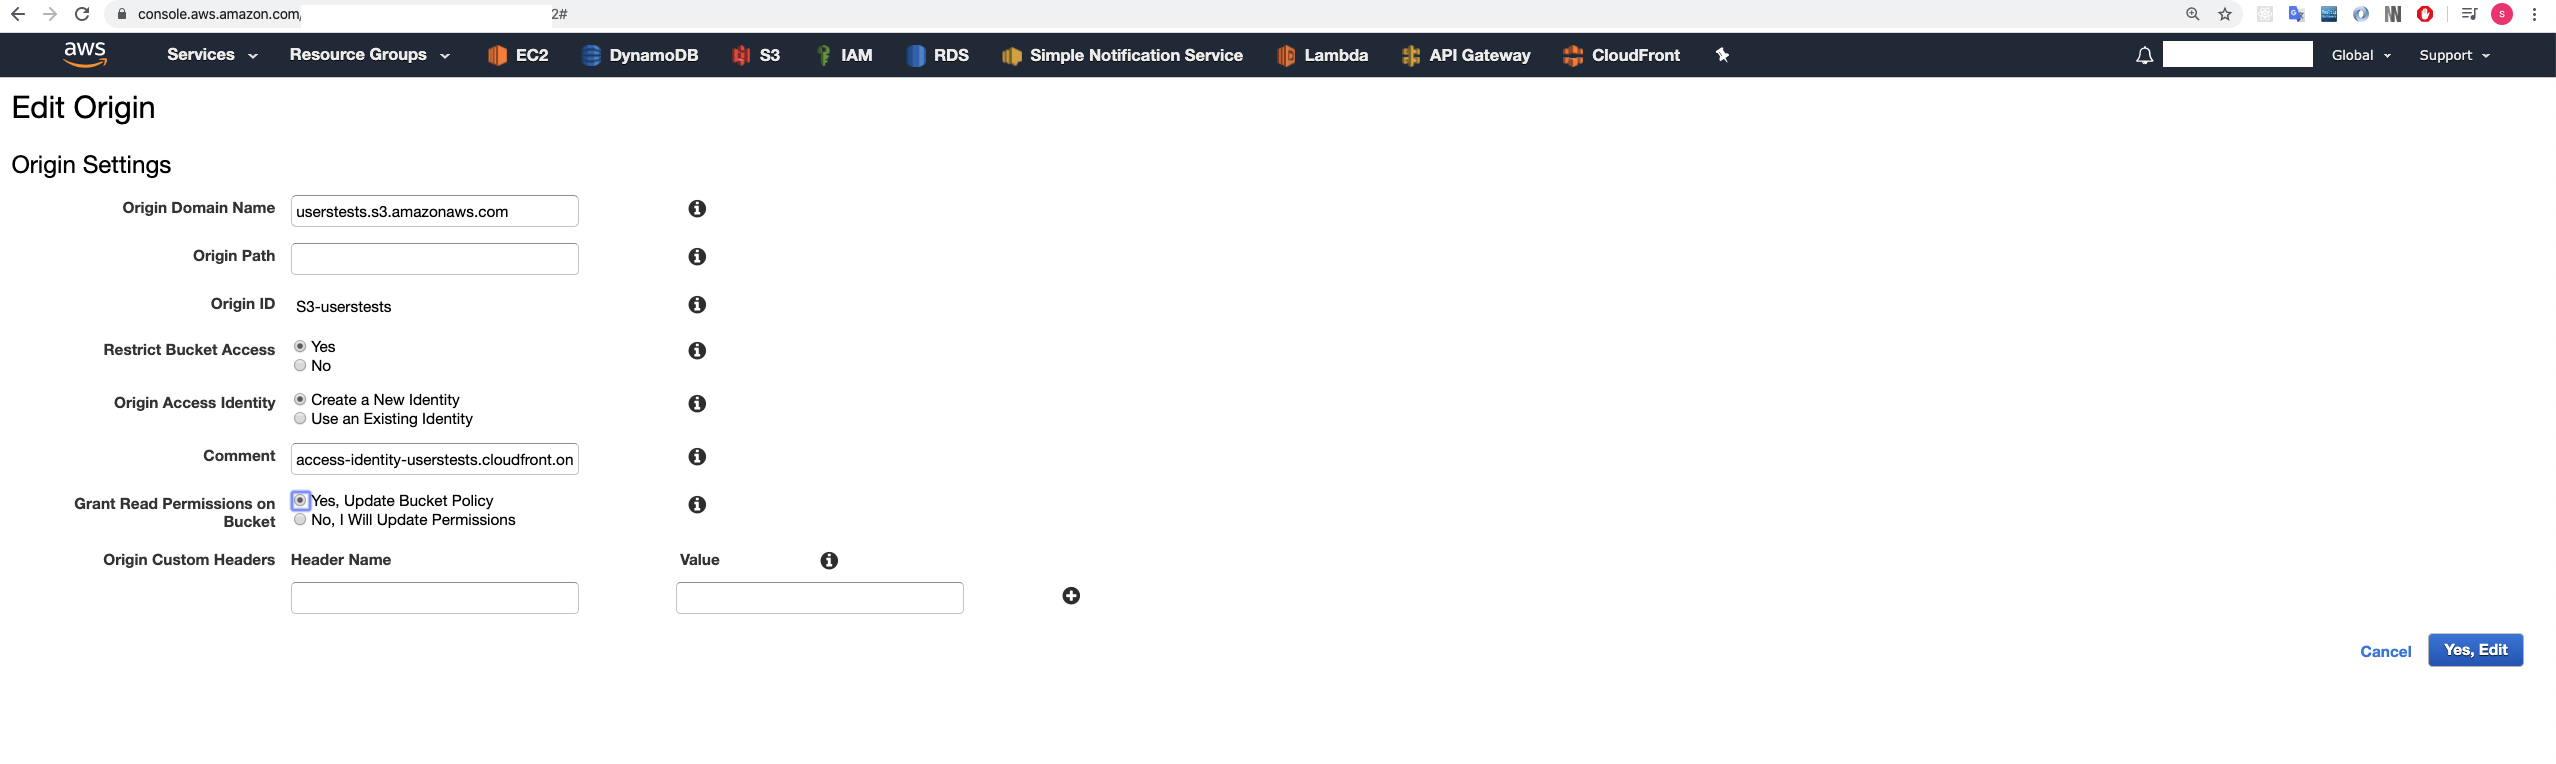 console.aws.amazon.com/ 2#
aws Services Resource Groups EC2 DynamoDB S3 IAM RDS Simple Notification Service Lambda API Gateway CloudFront Global Support
Edit Origin
Origin Settings
Origin Domain Name userstests.s3.amazonaws.com
Origin Path
Origin ID S3-userstests
Restrict Bucket Access Yes
No
Origin Access Identity Create a New Identity
Use an Existing Identity
Comment access-identity-userstests.cloudfront.on
Grant Read Permissions on Yes, Update Bucket Policy
Bucket No, I Will Update Permissions
Origin Custom Headers Header Name Value
Cancel Yes, Edit